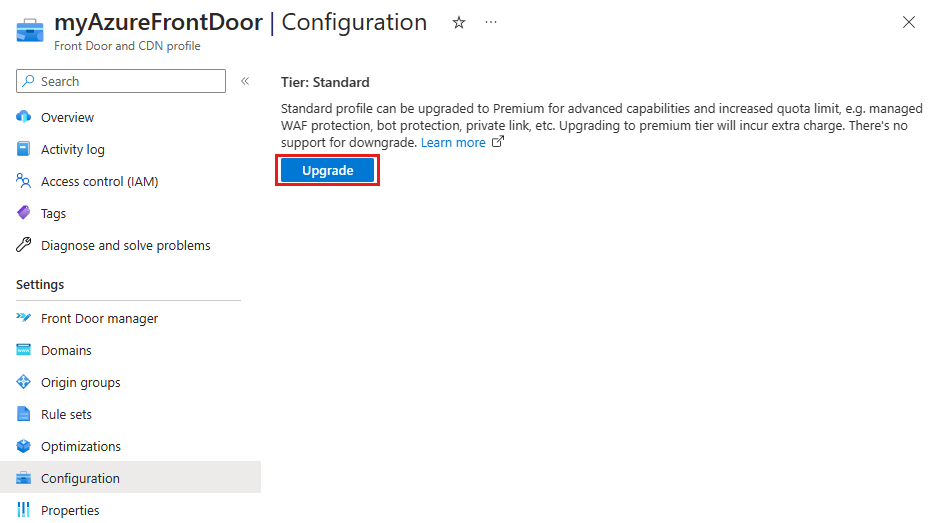 myAzureFrontDoor | Configuration
Front Door and CDN profile
Search
Overview
Activity log
Access control (IAM)
Tags
Diagnose and solve problems
Settings
Front Door manager
Domains
Origin groups
Rule sets
Optimizations
Configuration
Properties
Tier: Standard
Standard profile can be upgraded to Premium for advanced capabilities and increased quota limit, e.g. managed
WAF protection, bot protection, private link, etc. Upgrading to premium tier will incur extra charge. There's no
support for downgrade. Learn more
Upgrade